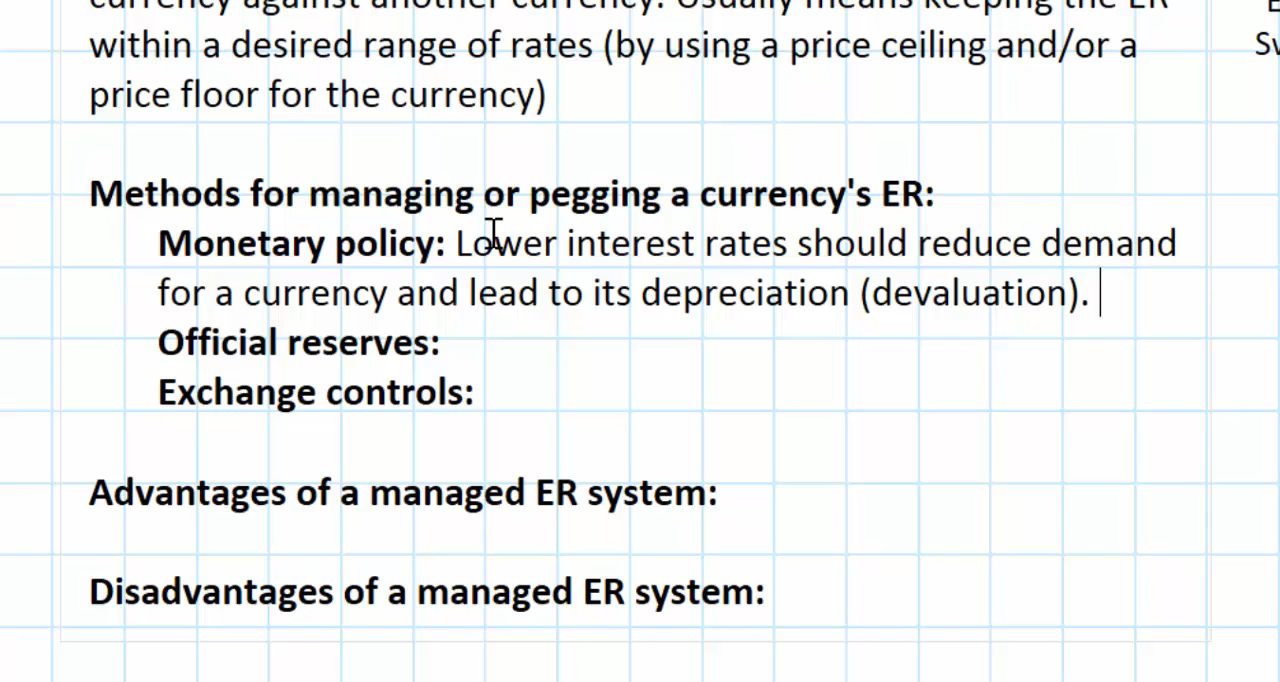 currency against another currency. Usually means keeping the ER
within a desired range of rates (by using a price ceiling and/or a
price floor for the currency)
Methods for managing or pegging a currency's ER:
Monetary policy: Lower interest rates should reduce demand
for a currency and lead to its depreciation (devaluation).
Official reserves:
Exchange controls:
Advantages of a managed ER system:
Disadvantages of a managed ER system: